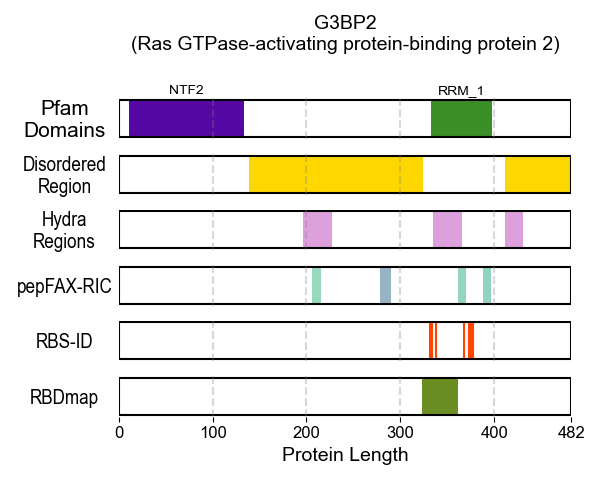 G3BP2
(Ras GTPase-activating protein-binding protein 2)
NTF2
RRM_1
Pfam
Domains
Disordered
Region
Hydra
Regions
pepFAX-RIC
RBS-ID
RBDmap
0 100 200 300 400 482
Protein Length